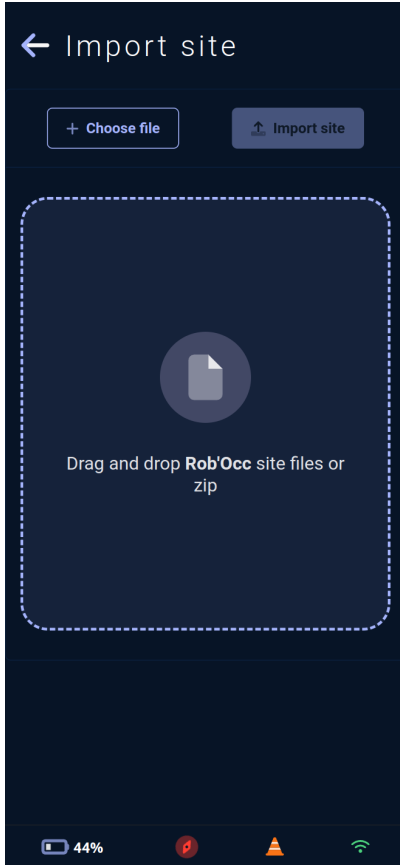 Import site
Choose file
Import site
Drag and drop Rob'Occ site files or
zip
44%